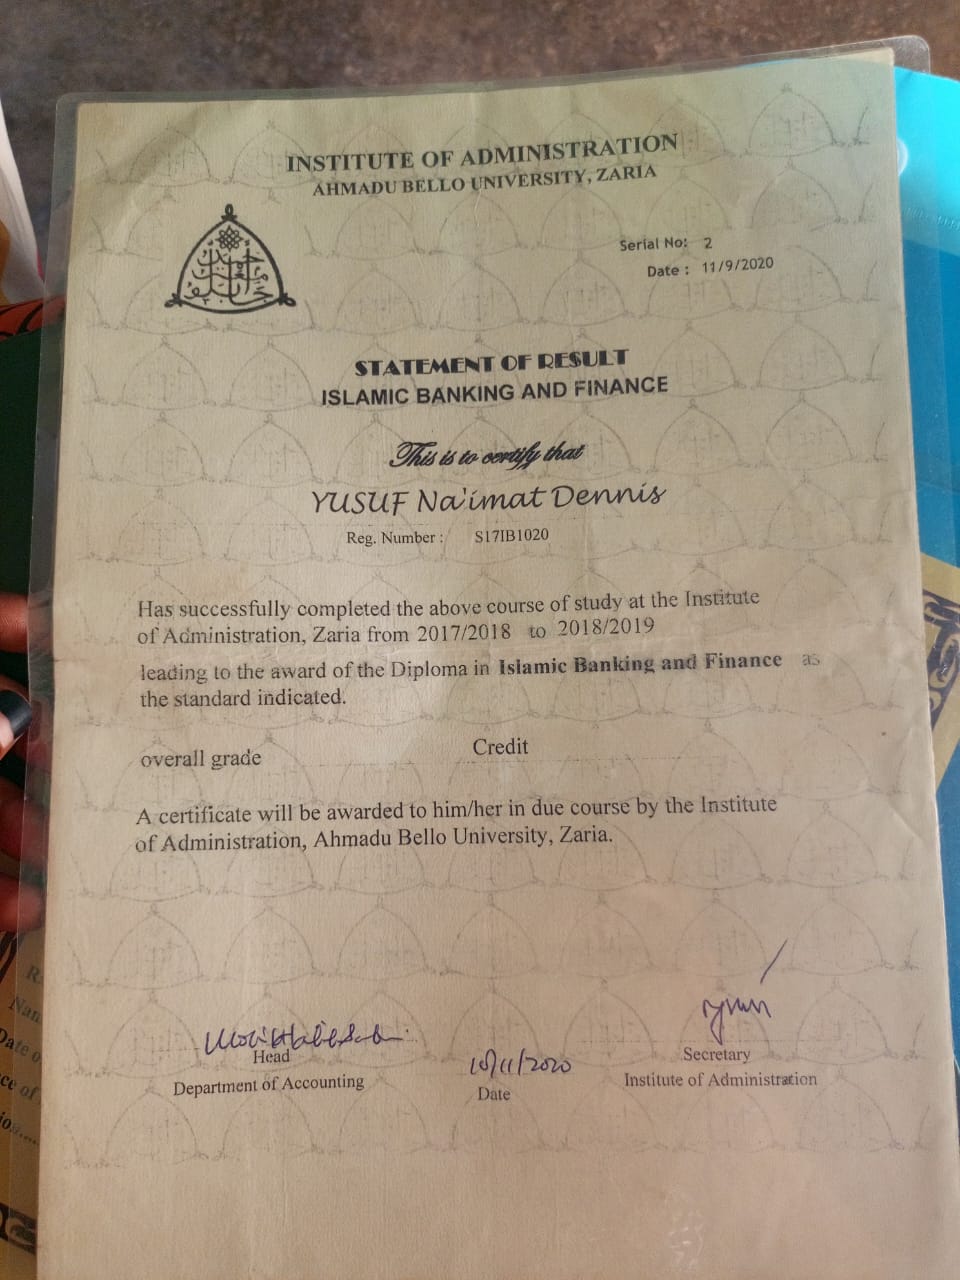 INSTITUTE OF ADMINISTRATION
AHMADU BELLO UNIVERSITY, ZARIA
Serial No: 2
Date : 11/9/2020
STATEMENT OF RESULT
ISLAMIC BANKING AND FINANCE
This is to certify that
YUSUF Na'imat Dennis
Reg. Number : S17IB1020
Has successfully completed the above course of study at the Institute
of Administration, Zaria from 2017/2018 to 2018/2019
leading to the award of the Diploma in Islamic Banking and Finance as
the standard indicated.
overall grade Credit
A certificate will be awarded to him/her in due course by the Institute
of Administration, Ahmadu Bello University, Zaria.
Head
Department of Accounting
10/11/2020
Date
Secretary
Institute of Administration